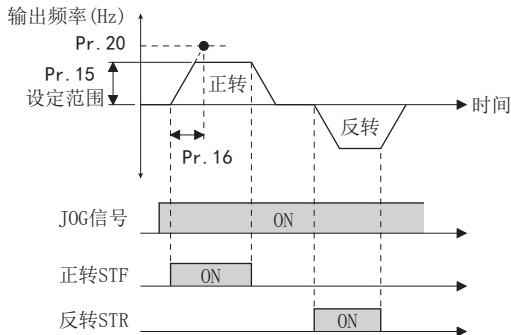 输出频率(Hz)
Pr.20
Pr.15
设定范围
正转
时间
反转
Pr.16
JOG信号
ON
正转STF
ON
反转STR
ON